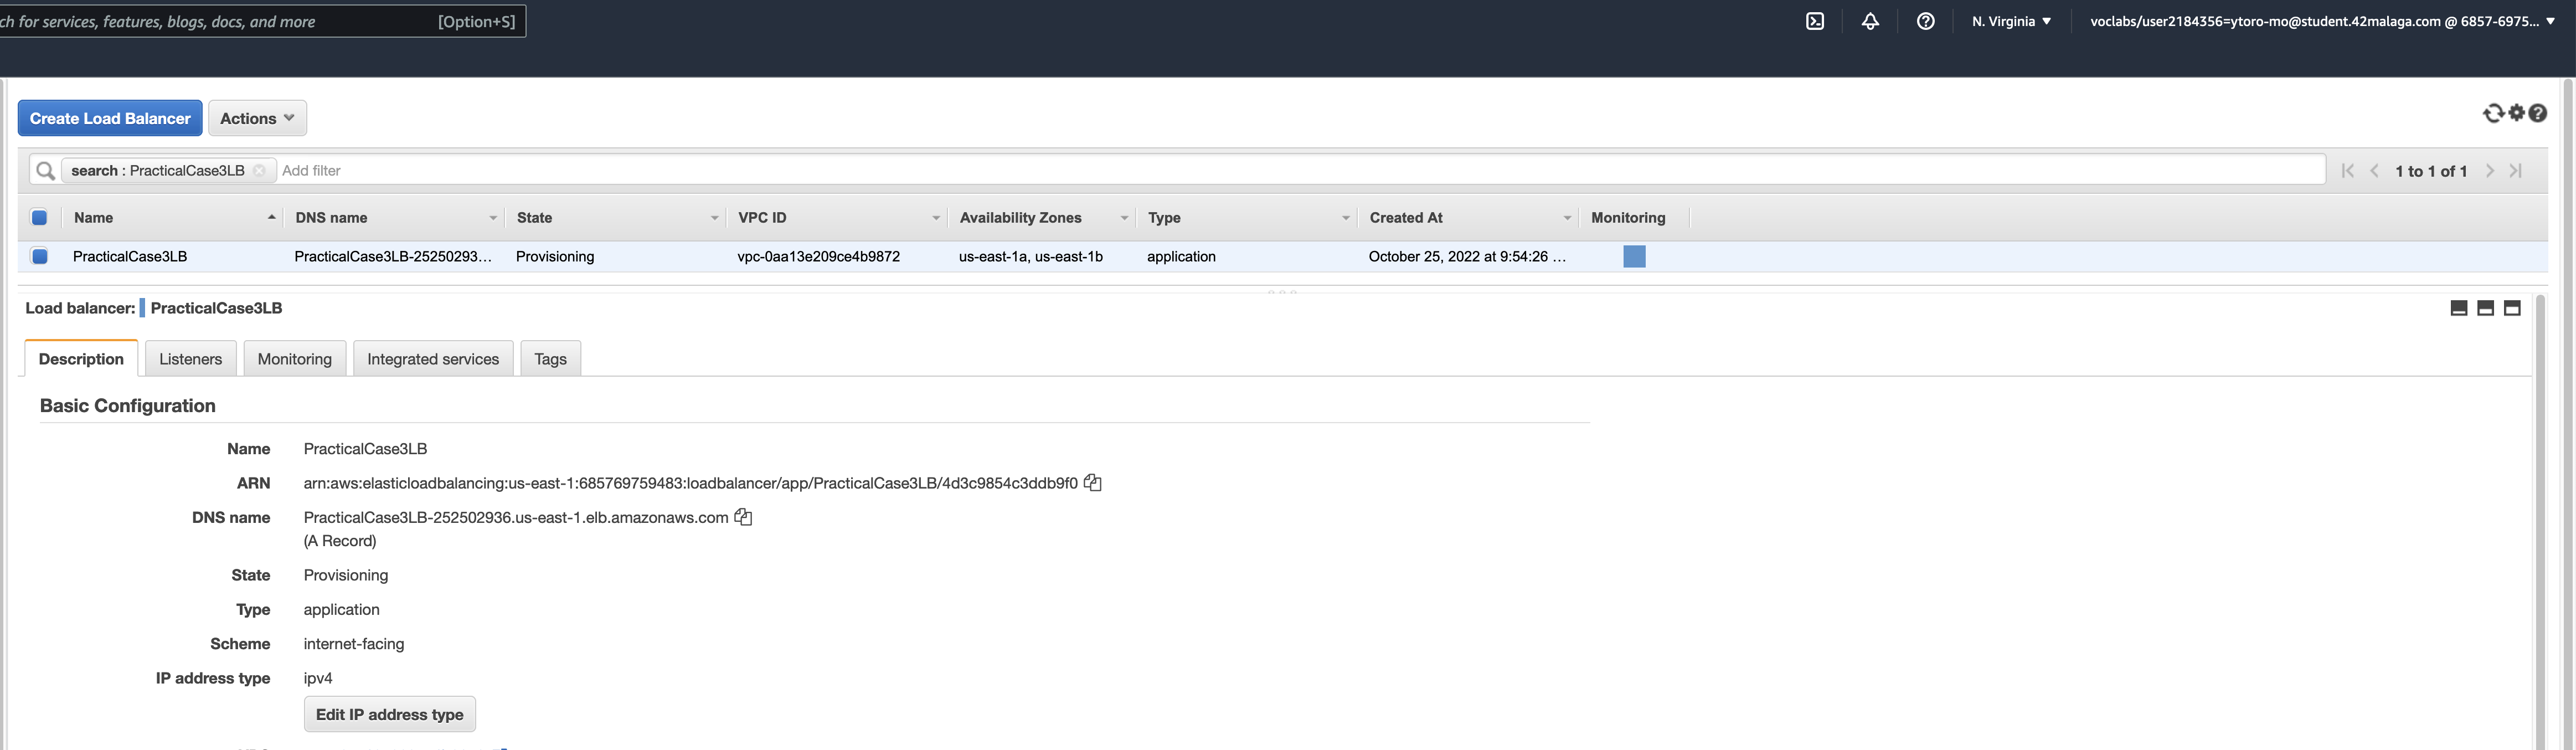 ch for services, features, blogs, docs, and more [Option+S] N. Virginia voclabs/user2184356=ytoro-mo@student.42malaga.com @ 6857-6975...
Create Load Balancer Actions
search : PracticalCase3LB Add filter 1 to 1 of 1
Name DNS name State VPC ID Availability Zones Type Created At Monitoring
PracticalCase3LB PracticalCase3LB-25250293... Provisioning vpc-0aa13e209ce4b9872 us-east-1a, us-east-1b application October 25, 2022 at 9:54:26 ...
Load balancer: PracticalCase3LB
Description Listeners Monitoring Integrated services Tags
Basic Configuration
Name PracticalCase3LB
ARN arn:aws:elasticloadbalancing:us-east-1:685769759483:loadbalancer/app/PracticalCase3LB/4d3c9854c3ddb9f0
DNS name PracticalCase3LB-252502936.us-east-1.elb.amazonaws.com
(A Record)
State Provisioning
Type application
Scheme internet-facing
IP address type ipv4
Edit IP address type